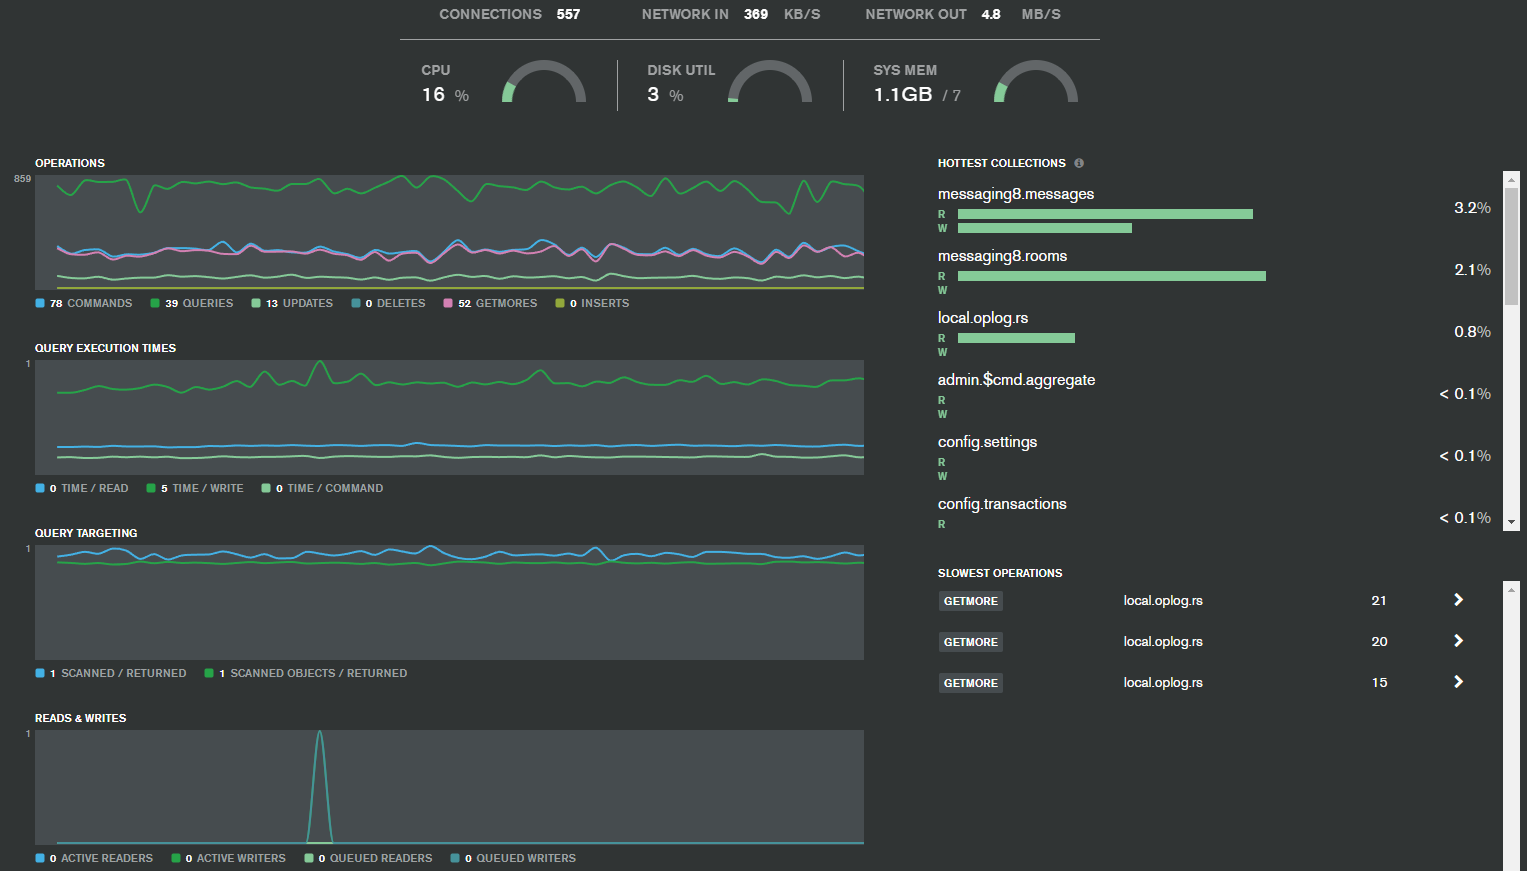 CONNECTIONS 557 NETWORK IN 369 KB/S NETWORK OUT 4.8 MB/S
CPU
16 %
DISK UTIL
3 %
SYS MEM
1.1GB / 7
OPERATIONS
859
78 COMMANDS 39 QUERIES 13 UPDATES 0 DELETES 52 GETMORES 0 INSERTS
QUERY EXECUTION TIMES
1
0 TIME / READ 5 TIME / WRITE 0 TIME / COMMAND
QUERY TARGETING
1
1 SCANNED / RETURNED 1 SCANNED OBJECTS / RETURNED
READS & WRITES
1
0 ACTIVE READERS 0 ACTIVE WRITERS 0 QUEUED READERS 0 QUEUED WRITERS
HOTTEST COLLECTIONS
messaging8.messages
R
W
3.2%
messaging8.rooms
R
W
2.1%
local.oplog.rs
R
W
0.8%
admin.$cmd.aggregate
R
W
< 0.1%
config.settings
R
W
< 0.1%
config.transactions
R
< 0.1%
SLOWEST OPERATIONS
GETMORE local.oplog.rs 21
GETMORE local.oplog.rs 20
GETMORE local.oplog.rs 15